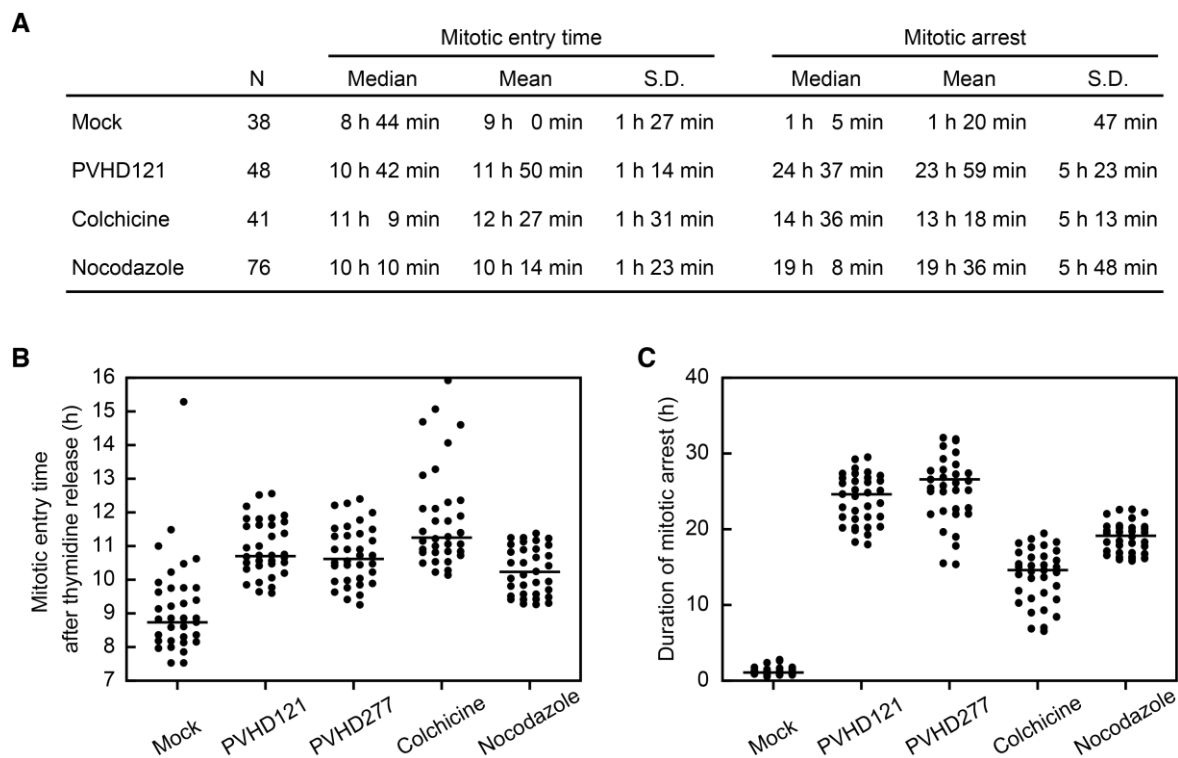 A
Mitotic entry time Mitotic arrest
N Median Mean S.D. Median Mean S.D.
Mock 38 8 h 44 min 9 h 0 min 1 h 27 min 1 h 5 min 1 h 20 min 47 min
PVHD121 48 10 h 42 min 11 h 50 min 1 h 14 min 24 h 37 min 23 h 59 min 5 h 23 min
Colchicine 41 11 h 9 min 12 h 27 min 1 h 31 min 14 h 36 min 13 h 18 min 5 h 13 min
Nocodazole 76 10 h 10 min 10 h 14 min 1 h 23 min 19 h 8 min 19 h 36 min 5 h 48 min
B
Mitotic entry time
after thymidine release (h)
16
15
14
13
12
11
10
9
8
7
Mock PVHD121 PVHD277 Colchicine Nocodazole
C
Duration of mitotic arrest (h)
40
30
20
10
0
Mock PVHD121 PVHD277 Colchicine Nocodazole